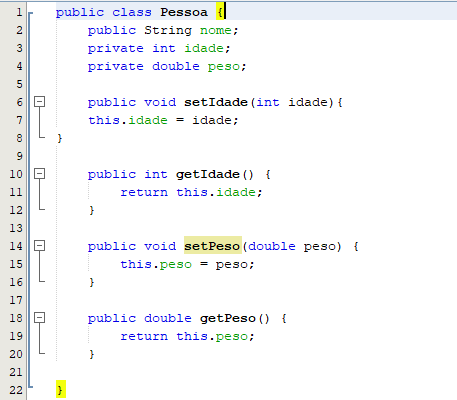 1 public class Pessoa {
2 public String nome;
3 private int idade;
4 private double peso;
5
6 public void setIdade(int idade){
7 this.idade = idade;
8 }
9
10 public int getIdade() {
11 return this.idade;
12 }
13
14 public void setPeso(double peso) {
15 this.peso = peso;
16 }
17
18 public double getPeso() {
19 return this.peso;
20 }
21
22 }